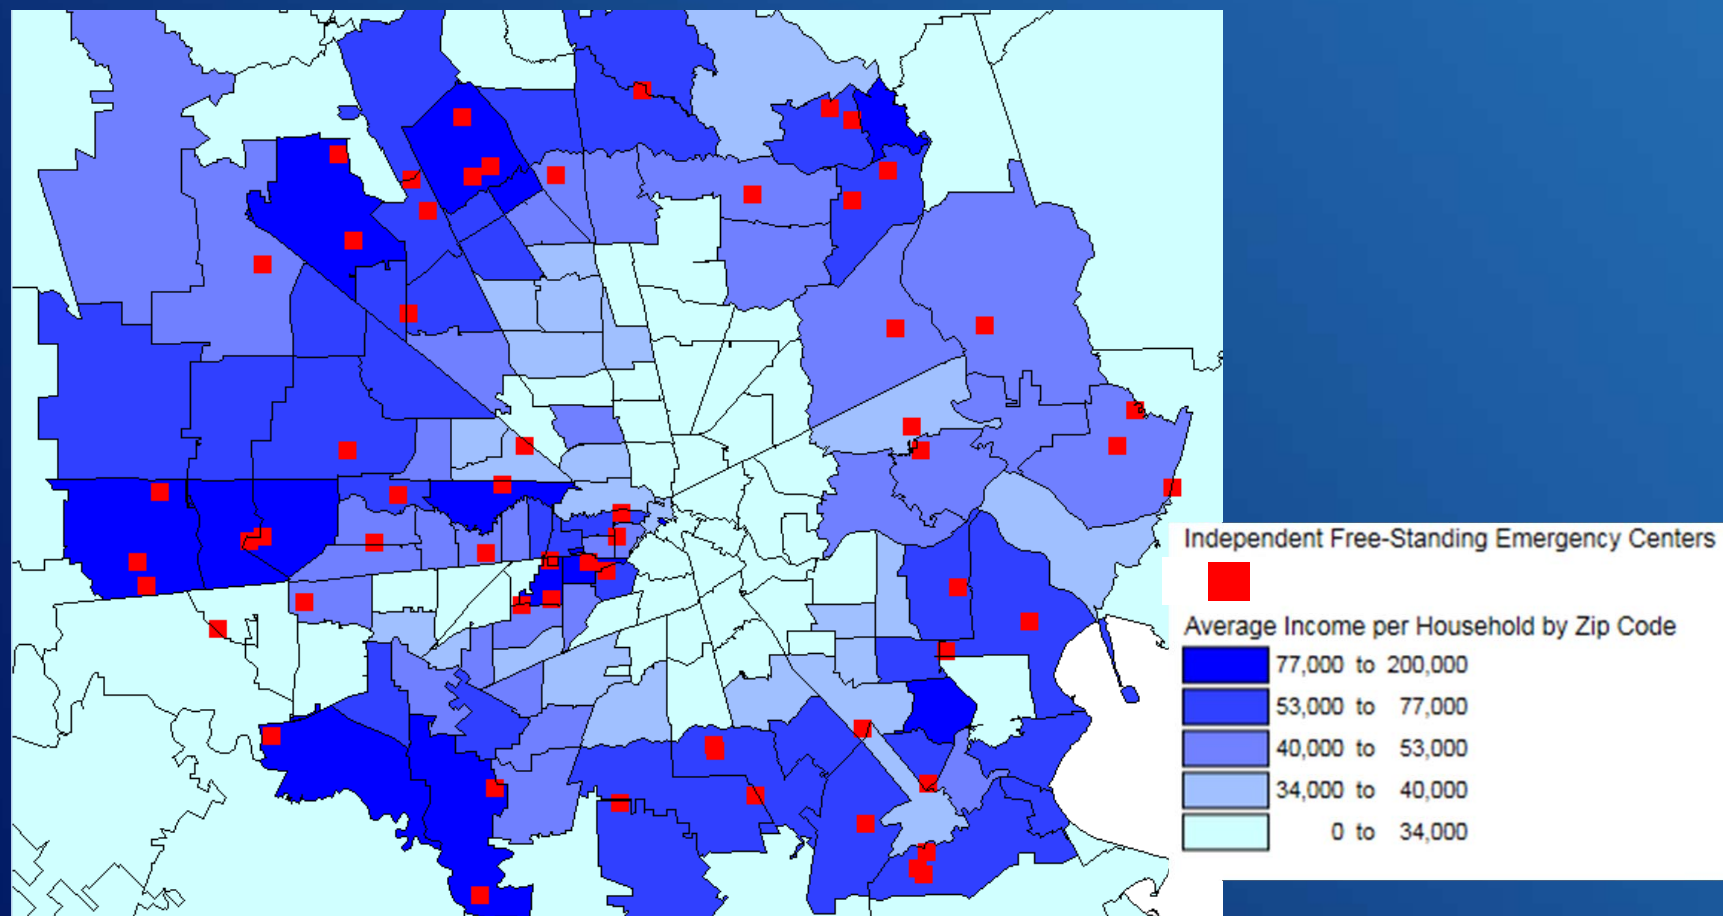 Independent Free-Standing Emergency Centers
Average Income per Household by Zip Code
77,000 to 200,000
53,000 to 77,000
40,000 to 53,000
34,000 to 40,000
0 to 34,000